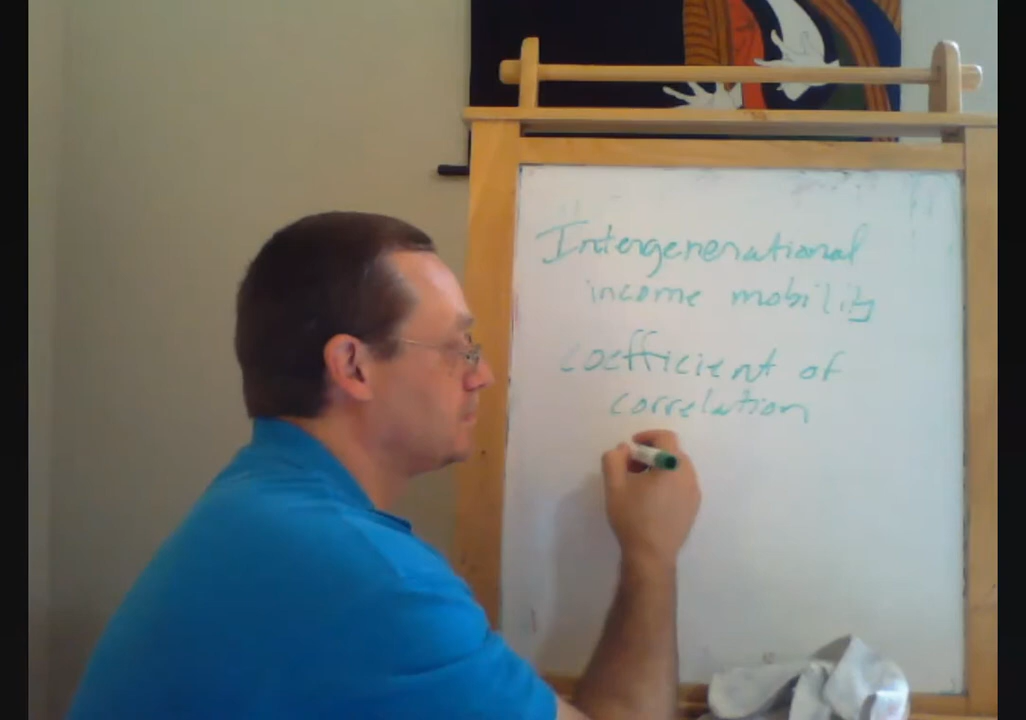 Intergenerational
income mobility
coefficient of
correlation